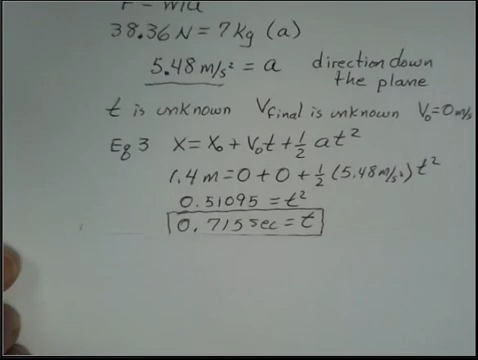 F = ma
38.36 N = 7 kg (a)
5.48 m/s² = a direction down
the plane
t is unknown Vfinal is unknown V₀ = 0 m/s
Eq 3 X = X₀ + V₀t + ½ at²
1.4 m = 0 + 0 + ½ (5.48 m/s²) t²
0.51095 = t²
0.715 sec = t